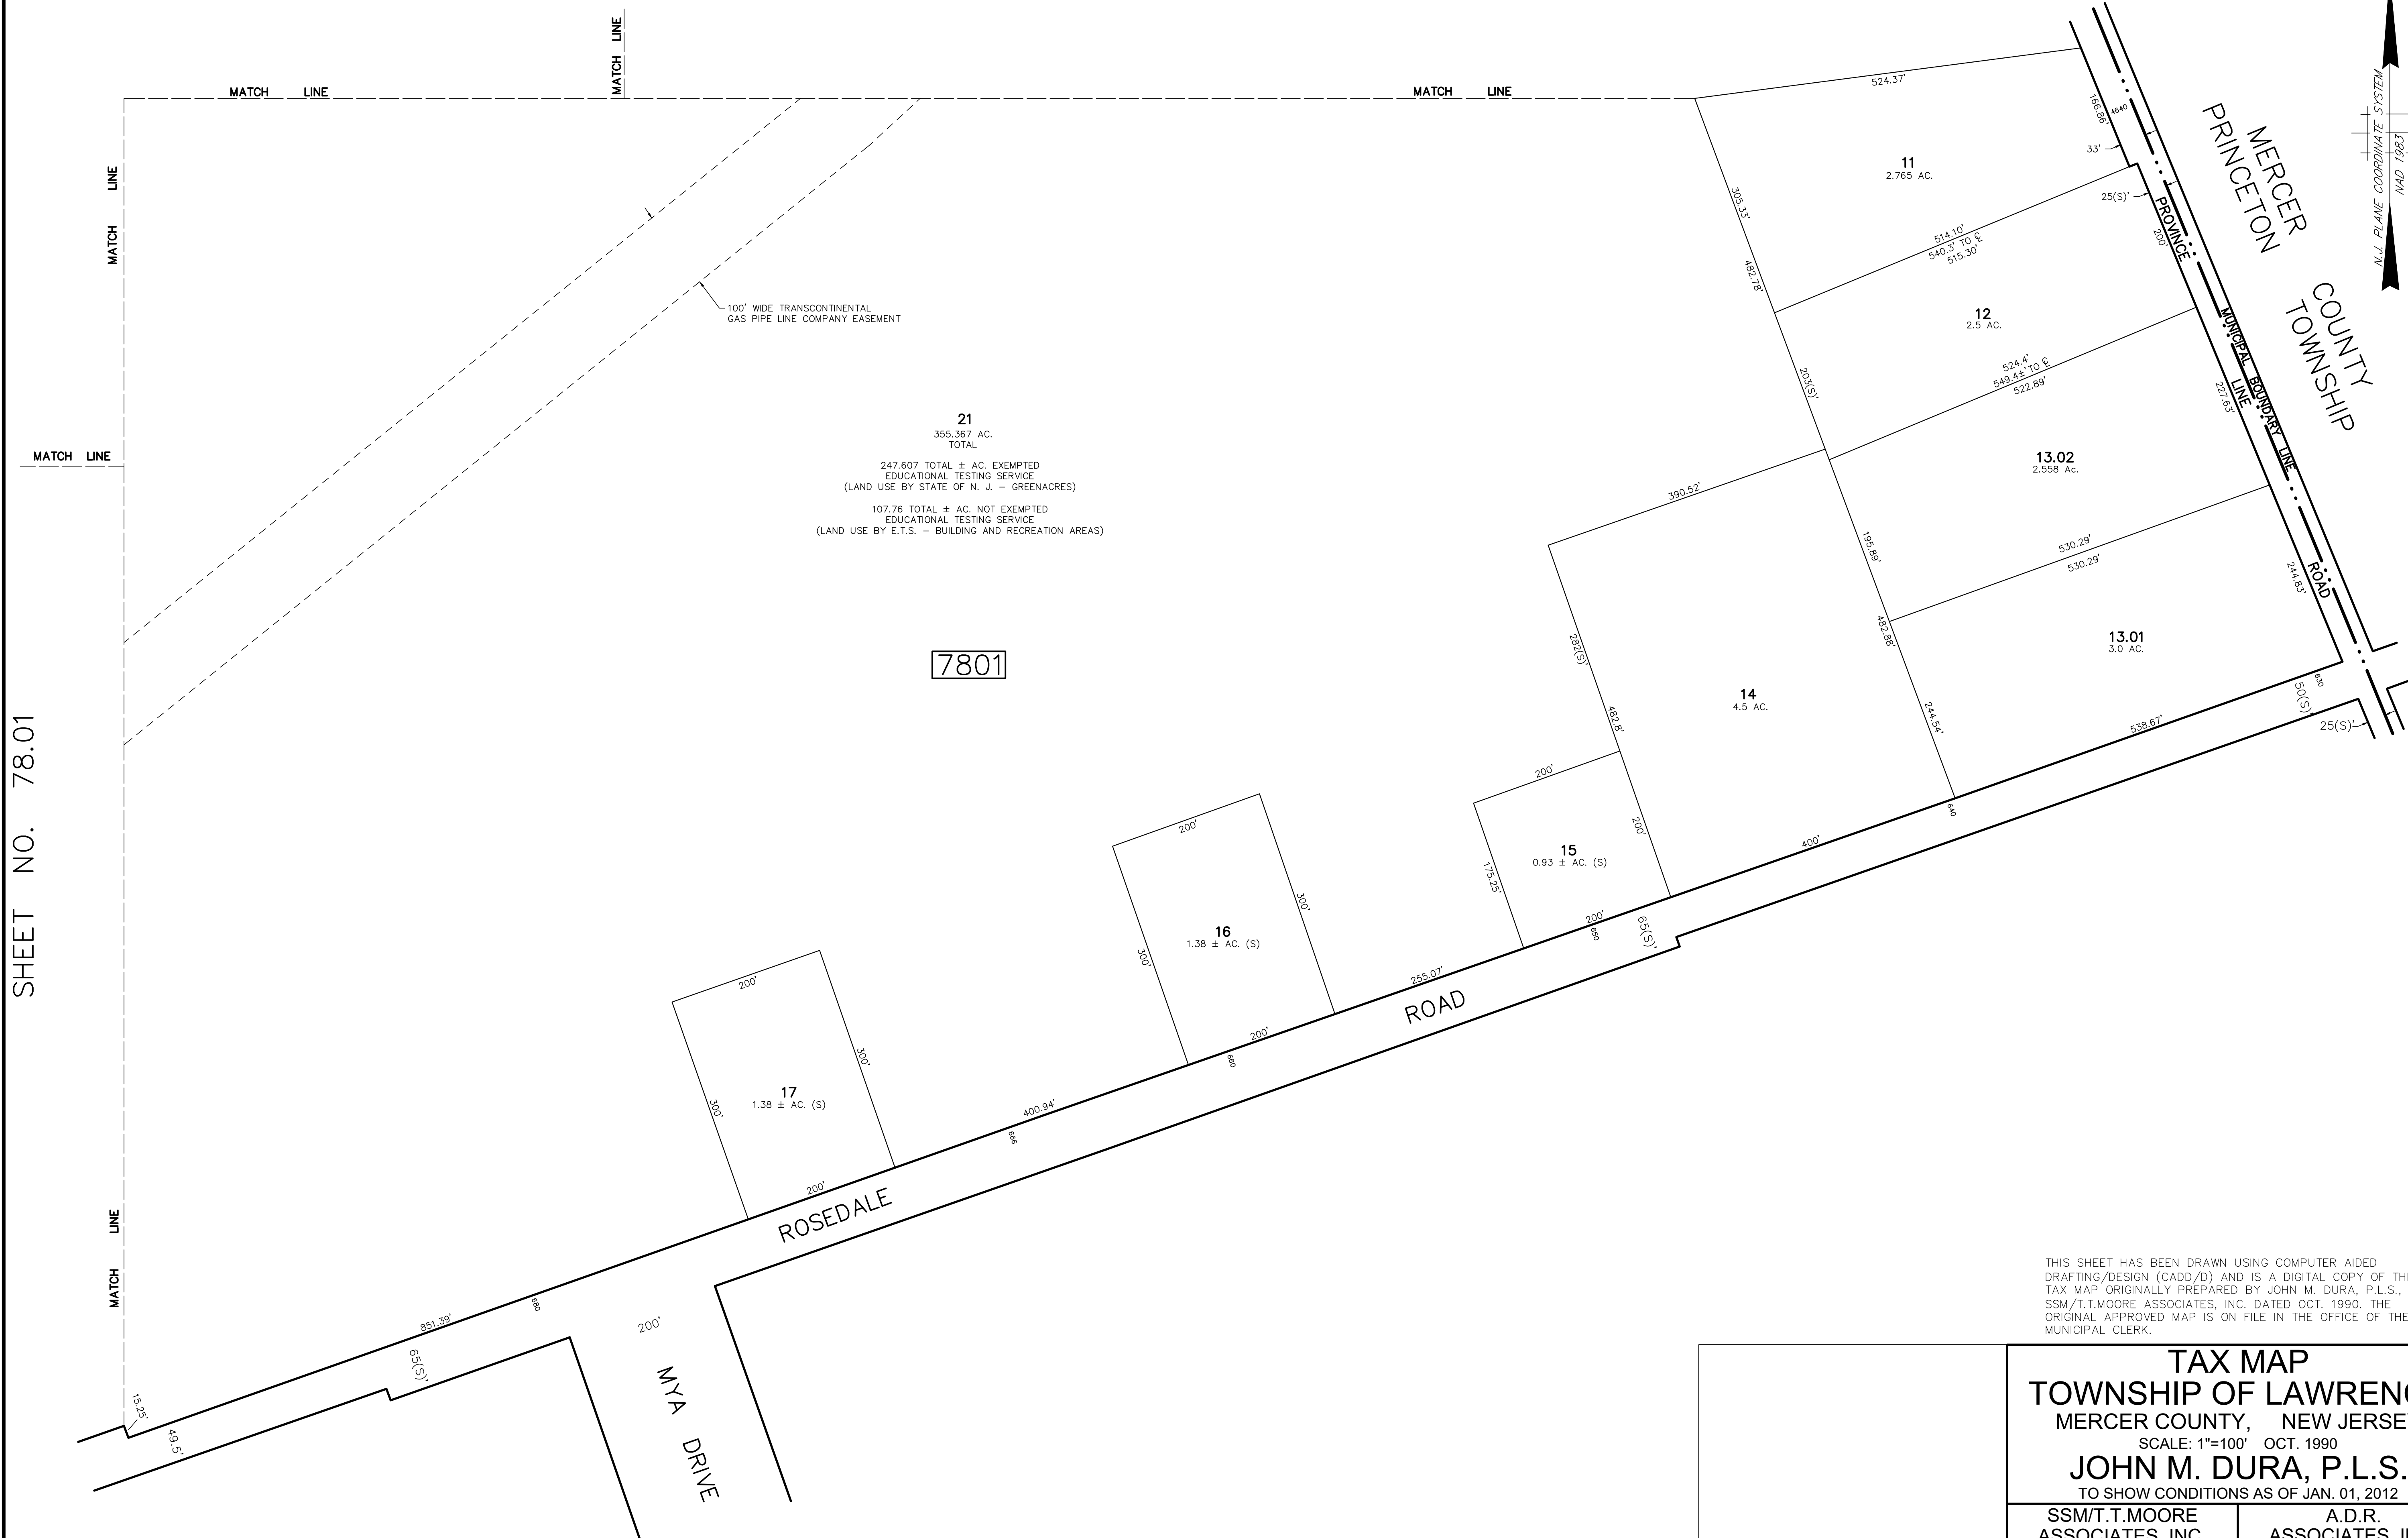 MATCH LINE
MATCH LINE
MATCH LINE
MATCH LINE
MATCH LINE
MATCH LINE
SHEET NO. 78.01
100' WIDE TRANSCONTINENTAL
GAS PIPE LINE COMPANY EASEMENT
21
355.367 AC.
TOTAL
247.607 TOTAL ± AC. EXEMPTED
EDUCATIONAL TESTING SERVICE
(LAND USE BY STATE OF N. J. – GREENACRES)
107.76 TOTAL ± AC. NOT EXEMPTED
EDUCATIONAL TESTING SERVICE
(LAND USE BY E.T.S. – BUILDING AND RECREATION AREAS)
7801
524.37'
11
2.765 AC.
305.33'
482.78'
166.86'
4640
33'
25(S)'
514.10'
540.3' TO ℄
515.30'
12
2.5 AC.
200'
203(S)'
524.4'
549.4±' TO ℄
522.89'
13.02
2.558 Ac.
227.63'
195.89'
530.29'
530.29'
13.01
3.0 AC.
244.83'
482.88'
244.54'
538.67'
630
50(S)'
25(S)'
PROVINCE LINE ROAD
MUNICIPAL BOUNDARY LINE
MERCER COUNTY
PRINCETON TOWNSHIP
N.J. PLANE COORDINATE SYSTEM
NAD 1983
390.52'
282(S)'
482.8'
14
4.5 AC.
200'
400'
640
200'
15
0.93 ± AC. (S)
175.25'
200'
650
65(S)'
255.07'
200'
16
1.38 ± AC. (S)
300'
300'
200'
660
400.94'
666
200'
17
1.38 ± AC. (S)
300'
300'
200'
ROSEDALE ROAD
851.39'
680
65(S)'
15.25'
49.5'
200'
MYA DRIVE
THIS SHEET HAS BEEN DRAWN USING COMPUTER AIDED
DRAFTING/DESIGN (CADD/D) AND IS A DIGITAL COPY OF TH
TAX MAP ORIGINALLY PREPARED BY JOHN M. DURA, P.L.S.,
SSM/T.T.MOORE ASSOCIATES, INC. DATED OCT. 1990. THE
ORIGINAL APPROVED MAP IS ON FILE IN THE OFFICE OF THE
MUNICIPAL CLERK.
TAX MAP
TOWNSHIP OF LAWREN
MERCER COUNTY, NEW JERSE
SCALE: 1"=100' OCT. 1990
JOHN M. DURA, P.L.S.
TO SHOW CONDITIONS AS OF JAN. 01, 2012
SSM/T.T.MOORE
ASSOCIATES, INC
A.D.R.
ASSOCIATES